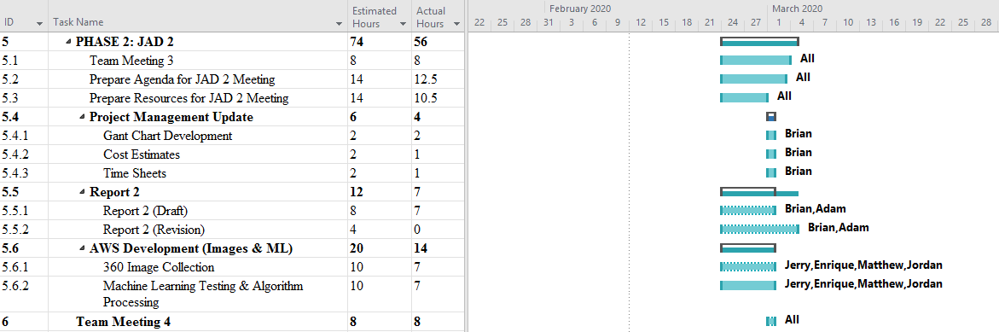 ID Task Name Estimated Hours Actual Hours February 2020 March 2020
22 25 28 31 3 6 9 12 15 18 21 24 27 1 4 7 10 13 16 19 22 25 28
5 PHASE 2: JAD 2 74 56
5.1 Team Meeting 3 8 8 All
5.2 Prepare Agenda for JAD 2 Meeting 14 12.5 All
5.3 Prepare Resources for JAD 2 Meeting 14 10.5 All
5.4 Project Management Update 6 4
5.4.1 Gant Chart Development 2 2 Brian
5.4.2 Cost Estimates 2 1 Brian
5.4.3 Time Sheets 2 1 Brian
5.5 Report 2 12 7
5.5.1 Report 2 (Draft) 8 7 Brian,Adam
5.5.2 Report 2 (Revision) 4 0 Brian,Adam
5.6 AWS Development (Images & ML) 20 14
5.6.1 360 Image Collection 10 7 Jerry,Enrique,Matthew,Jordan
5.6.2 Machine Learning Testing & Algorithm 10 7 Jerry,Enrique,Matthew,Jordan
Processing
6 Team Meeting 4 8 8 All